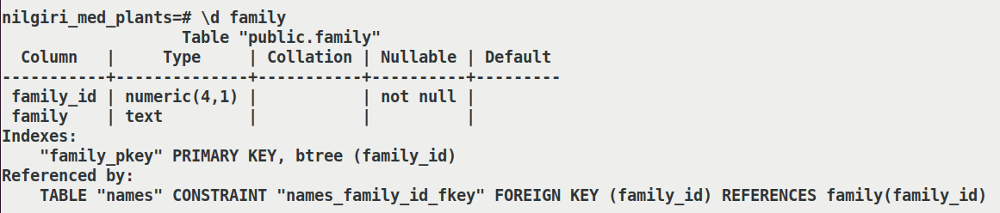 nilgiri_med_plants=# \d family
                   Table "public.family"
  Column   |     Type     | Collation | Nullable | Default
-----------+--------------+-----------+----------+---------
 family_id | numeric(4,1) |           | not null |
 family    | text         |           |          |
Indexes:
    "family_pkey" PRIMARY KEY, btree (family_id)
Referenced by:
    TABLE "names" CONSTRAINT "names_family_id_fkey" FOREIGN KEY (family_id) REFERENCES family(family_id)